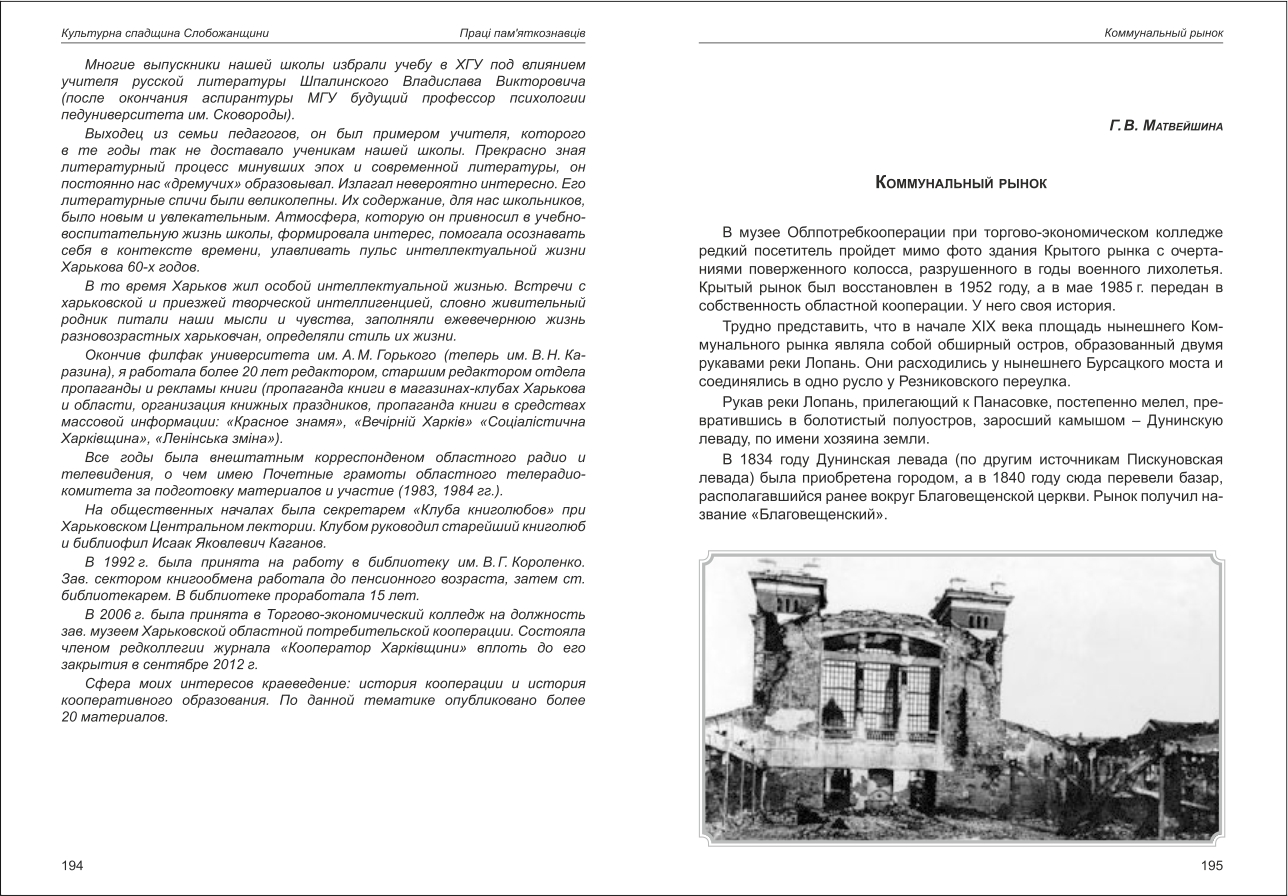 Культурна спадщина Слобожанщини
Праці пам'яткознавців
Многие выпускники нашей школы избрали учебу в ХГУ под влиянием
учителя русской литературы Шпалинского Владислава Викторовича
(после окончания аспирантуры МГУ будущий профессор психологии
педуниверситета им. Сковороды).
Выходец из семьи педагогов, он был примером учителя, которого
в те годы так не доставало ученикам нашей школы. Прекрасно зная
литературный процесс минувших эпох и современной литературы, он
постоянно нас «дремучих» образовывал. Излагал невероятно интересно. Его
литературные спичи были великолепны. Их содержание, для нас школьников,
было новым и увлекательным. Атмосфера, которую он привносил в учебно-
воспитательную жизнь школы, формировала интерес, помогала осознавать
себя в контексте времени, улавливать пульс интеллектуальной жизни
Харькова 60-х годов.
В то время Харьков жил особой интеллектуальной жизнью. Встречи с
харьковской и приезжей творческой интеллигенцией, словно живительный
родник питали наши мысли и чувства, заполняли ежевечернюю жизнь
разновозрастных харьковчан, определяли стиль их жизни.
Окончив филфак университета им. А. М. Горького (теперь им. В. Н. Ка-
разина), я работала более 20 лет редактором, старшим редактором отдела
пропаганды и рекламы книги (пропаганда книги в магазинах-клубах Харькова
и области, организация книжных праздников, пропаганда книги в средствах
массовой информации: «Красное знамя», «Вечірній Харків» «Соціалістична
Харківщина», «Ленінська зміна»).
Все годы была внештатным корреспонденом областного радио и
телевидения, о чем имею Почетные грамоты областного телерадио-
комитета за подготовку материалов и участие (1983, 1984 гг.).
На общественных началах была секретарем «Клуба книголюбов» при
Харьковском Центральном лектории. Клубом руководил старейший книголюб
и библиофил Исаак Яковлевич Каганов.
В 1992 г. была принята на работу в библиотеку им. В. Г. Короленко.
Зав. сектором книгообмена работала до пенсионного возраста, затем ст.
библиотекарем. В библиотеке проработала 15 лет.
В 2006 г. была принята в Торгово-экономический колледж на должность
зав. музеем Харьковской областной потребительской кооперации. Состояла
членом редколлегии журнала «Кооператор Харківщини» вплоть до его
закрытия в сентябре 2012 г.
Сфера моих интересов краеведение: история кооперации и история
кооперативного образования. По данной тематике опубликовано более
20 материалов.
194
Коммунальный рынок
Г. В. Матвейшина
Коммунальный рынок
В музее Облпотребкооперации при торгово-экономическом колледже
редкий посетитель пройдет мимо фото здания Крытого рынка с очерта-
ниями поверженного колосса, разрушенного в годы военного лихолетья.
Крытый рынок был восстановлен в 1952 году, а в мае 1985 г. передан в
собственность областной кооперации. У него своя история.
Трудно представить, что в начале XIX века площадь нынешнего Ком-
мунального рынка являла собой обширный остров, образованный двумя
рукавами реки Лопань. Они расходились у нынешнего Бурсацкого моста и
соединялись в одно русло у Резниковского переулка.
Рукав реки Лопань, прилегающий к Панасовке, постепенно мелел, пре-
вратившись в болотистый полуостров, заросший камышом – Дунинскую
леваду, по имени хозяина земли.
В 1834 году Дунинская левада (по другим источникам Пискуновская
левада) была приобретена городом, а в 1840 году сюда перевели базар,
располагавшийся ранее вокруг Благовещенской церкви. Рынок получил на-
звание «Благовещенский».
195